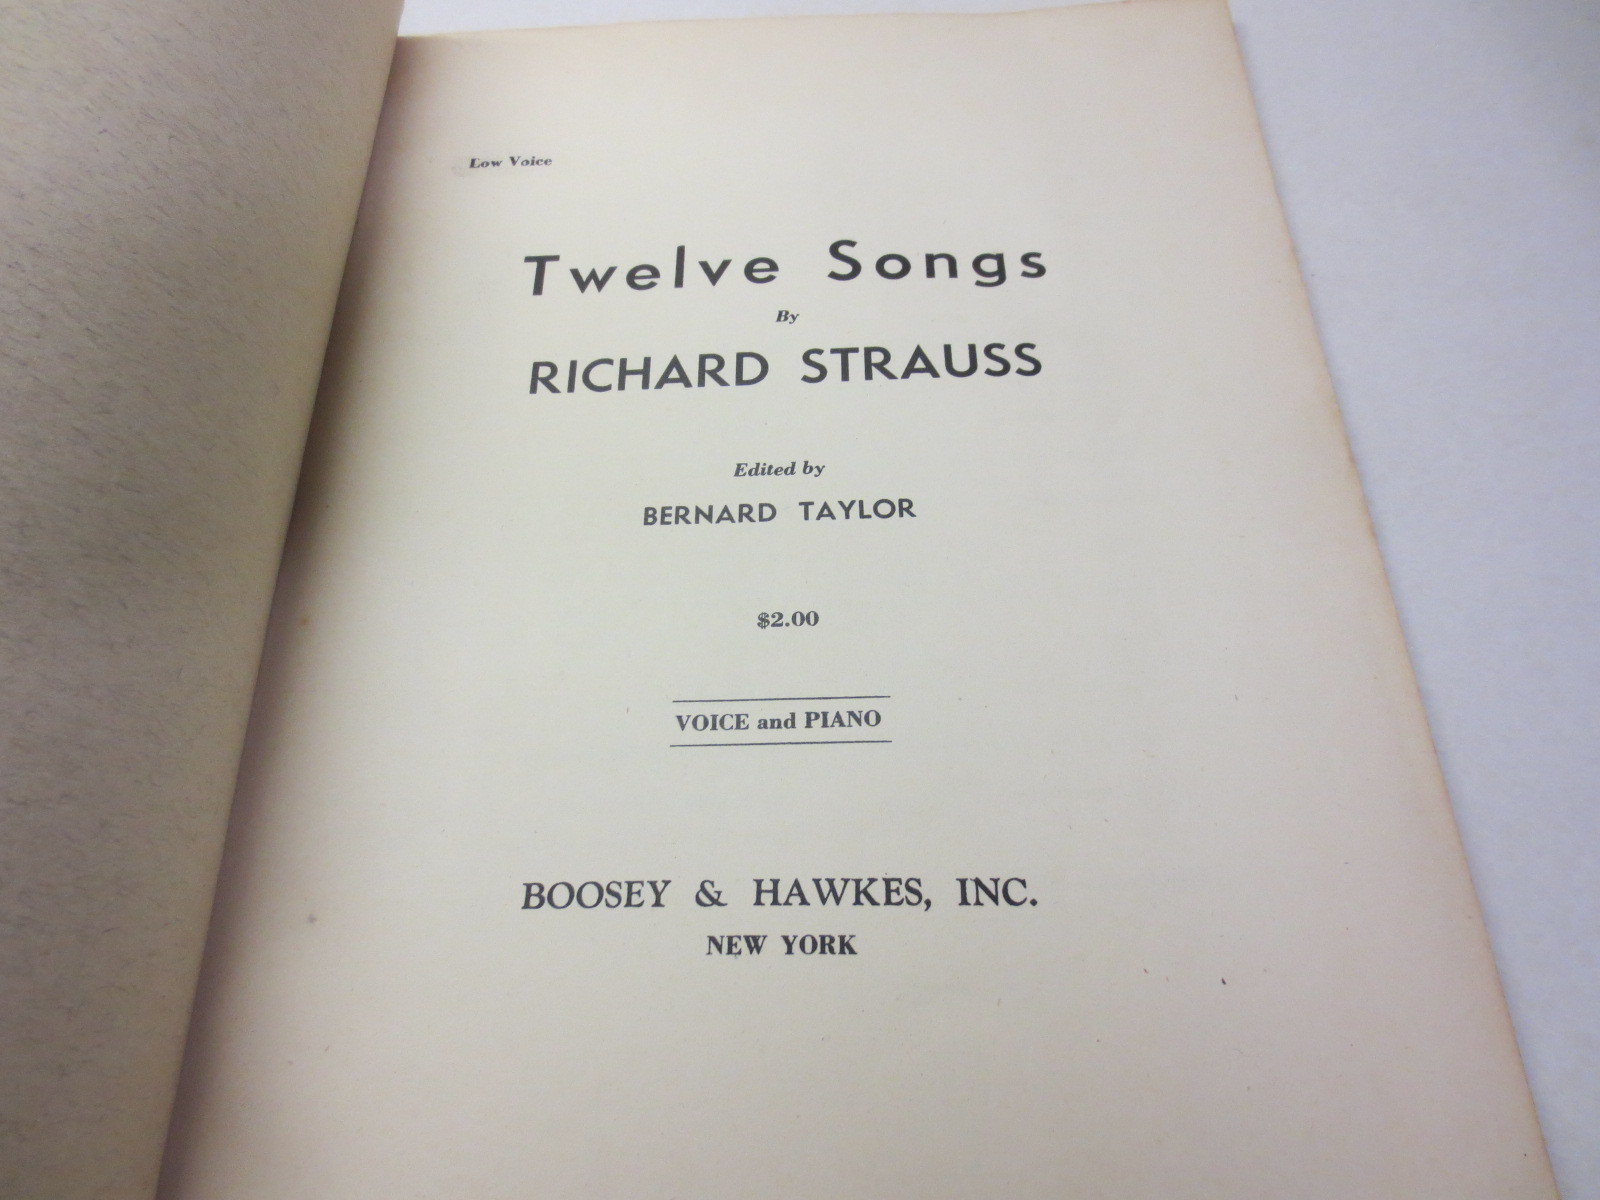 Low Voice
Twelve Songs
By
RICHARD STRAUSS
Edited by
BERNARD TAYLOR
$2.00
VOICE and PIANO
BOOSEY & HAWKES, INC.
NEW YORK